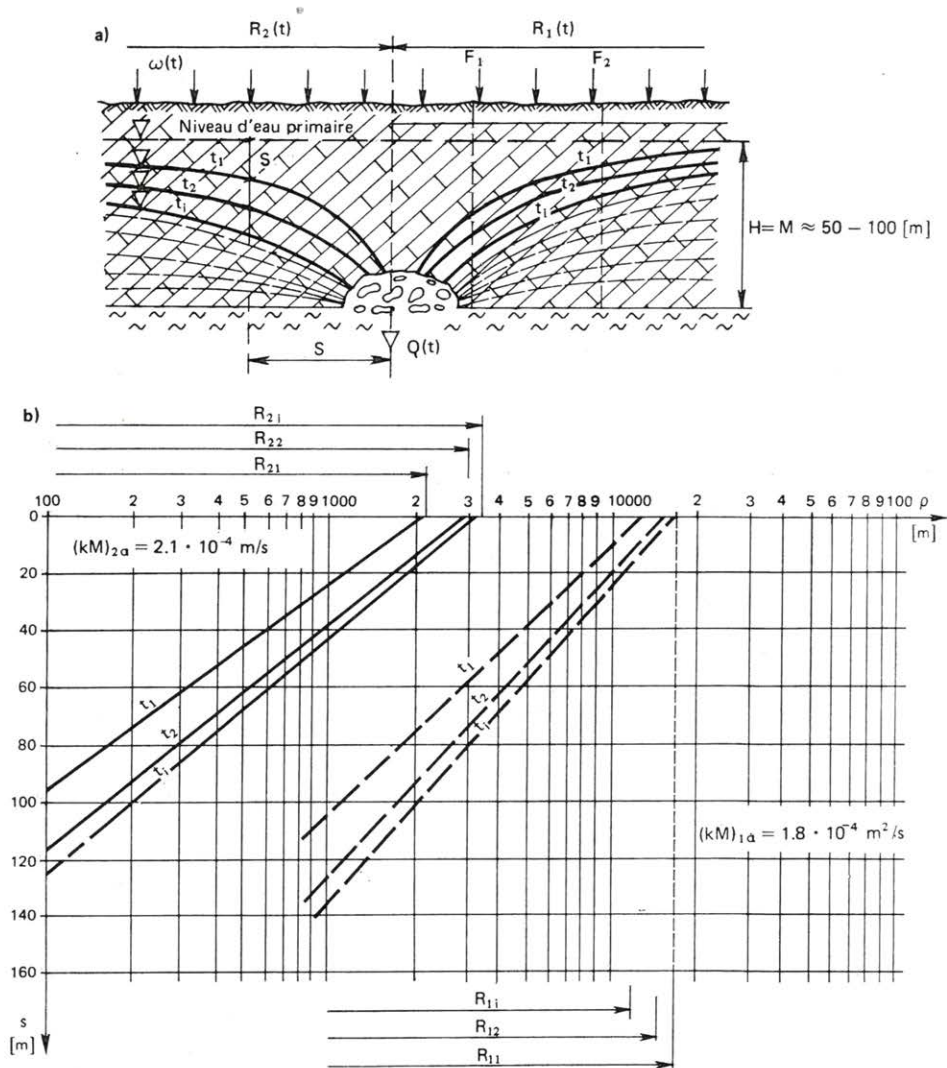 a)
R₂(t) R₁(t)
ω(t) F₁ F₂
Niveau d'eau primaire
t₁ S t₁
t₂ t₂
tᵢ tᵢ
H= M ≈ 50 – 100 [m]
S Q(t)
b)
R₂ᵢ
R₂₂
R₂₁
100 2 3 4 5 6 7 8 9 1000 2 3 4 5 6 7 8 9 10000 2 3 4 5 6 7 8 9 100 ρ
[m]
0
(kM)₂ₐ = 2.1 · 10⁻⁴ m/s
20
40
60
t₁ t₁
80
t₂ t₂
tᵢ tᵢ
100
(kM)₁ₐ = 1.8 · 10⁻⁴ m²/s
120
140
160
s
[m]
R₁ᵢ
R₁₂
R₁₁